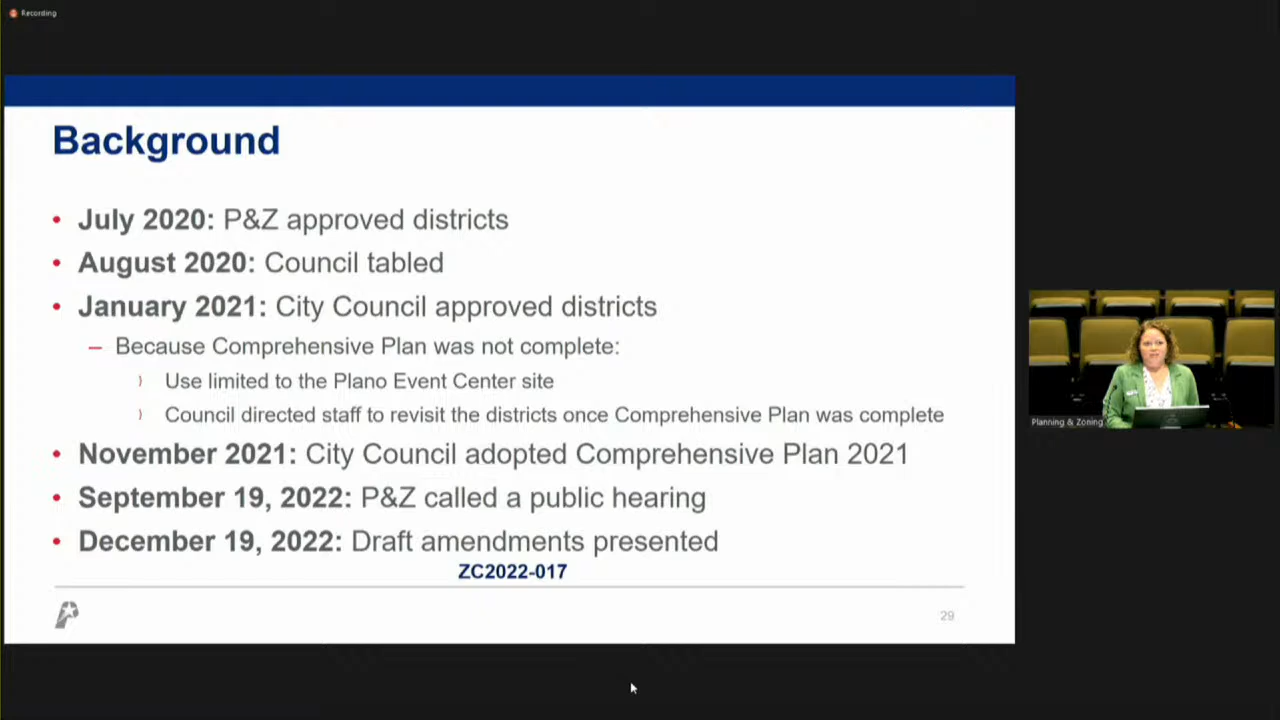 Recording
Background
• July 2020: P&Z approved districts
• August 2020: Council tabled
• January 2021: City Council approved districts
– Because Comprehensive Plan was not complete:
⟩ Use limited to the Plano Event Center site
⟩ Council directed staff to revisit the districts once Comprehensive Plan was complete
• November 2021: City Council adopted Comprehensive Plan 2021
• September 19, 2022: P&Z called a public hearing
• December 19, 2022: Draft amendments presented
ZC2022-017
29
Planning & Zoning